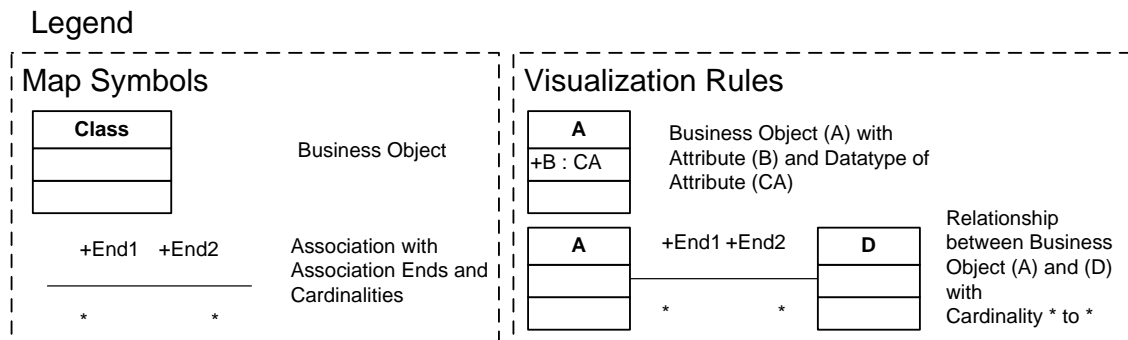 Legend
Map Symbols
Class
Business Object
+End1 +End2
* *
Association with
Association Ends and
Cardinalities
Visualization Rules
A
+B : CA
Business Object (A) with
Attribute (B) and Datatype of
Attribute (CA)
A
+End1 +End2
* *
D
Relationship
between Business
Object (A) and (D)
with
Cardinality * to *